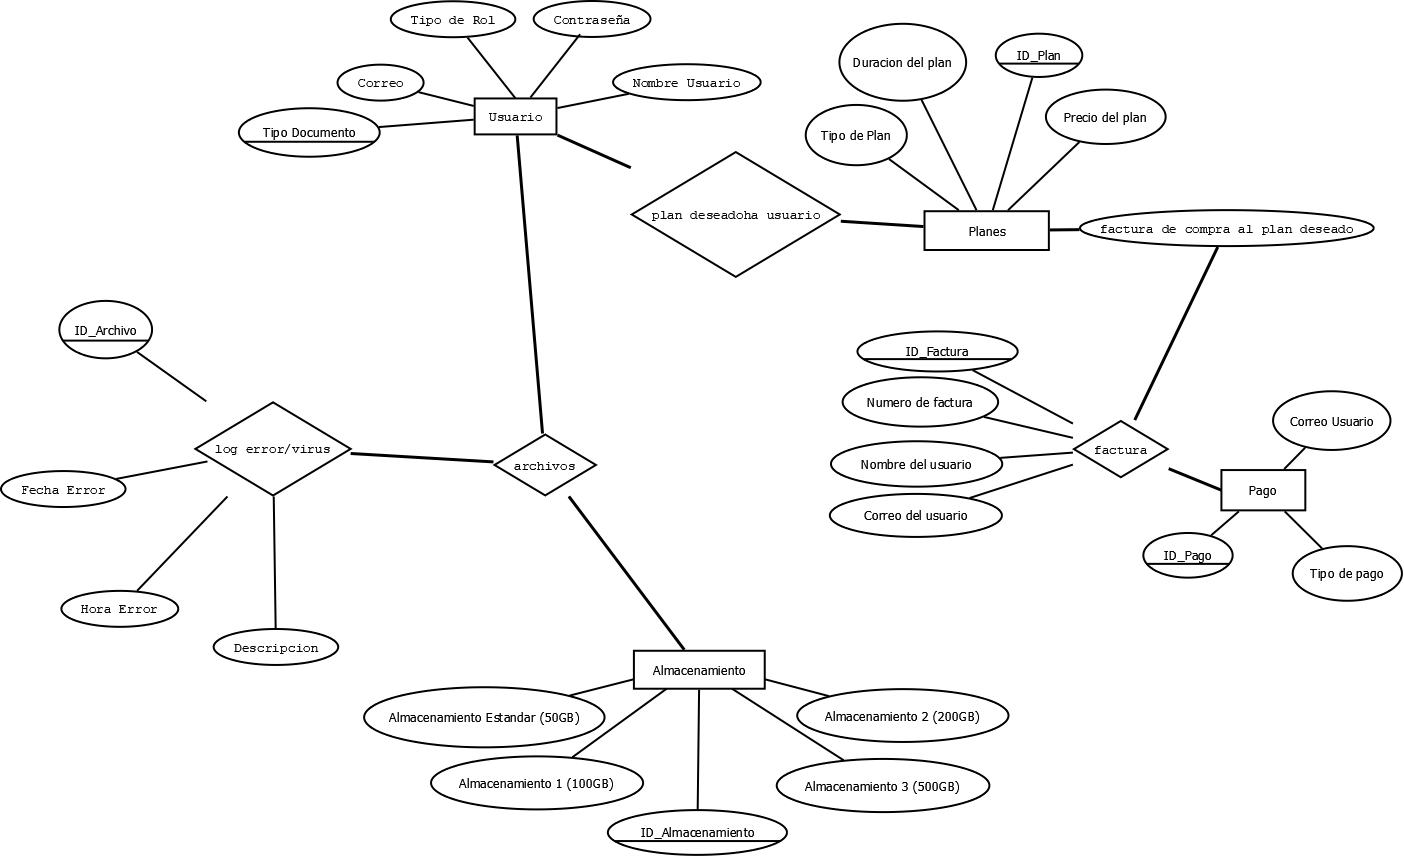 Tipo de Rol
Contraseña
Correo
Nombre Usuario
Tipo Documento
Usuario
Duracion del plan
ID_Plan
Tipo de Plan
Precio del plan
plan deseadoha usuario
Planes
factura de compra al plan deseado
ID_Archivo
ID_Factura
Numero de factura
Nombre del usuario
Correo del usuario
factura
Correo Usuario
Pago
ID_Pago
Tipo de pago
log error/virus
archivos
Fecha Error
Hora Error
Descripcion
Almacenamiento
Almacenamiento Estandar (50GB)
Almacenamiento 2 (200GB)
Almacenamiento 1 (100GB)
Almacenamiento 3 (500GB)
ID_Almacenamiento